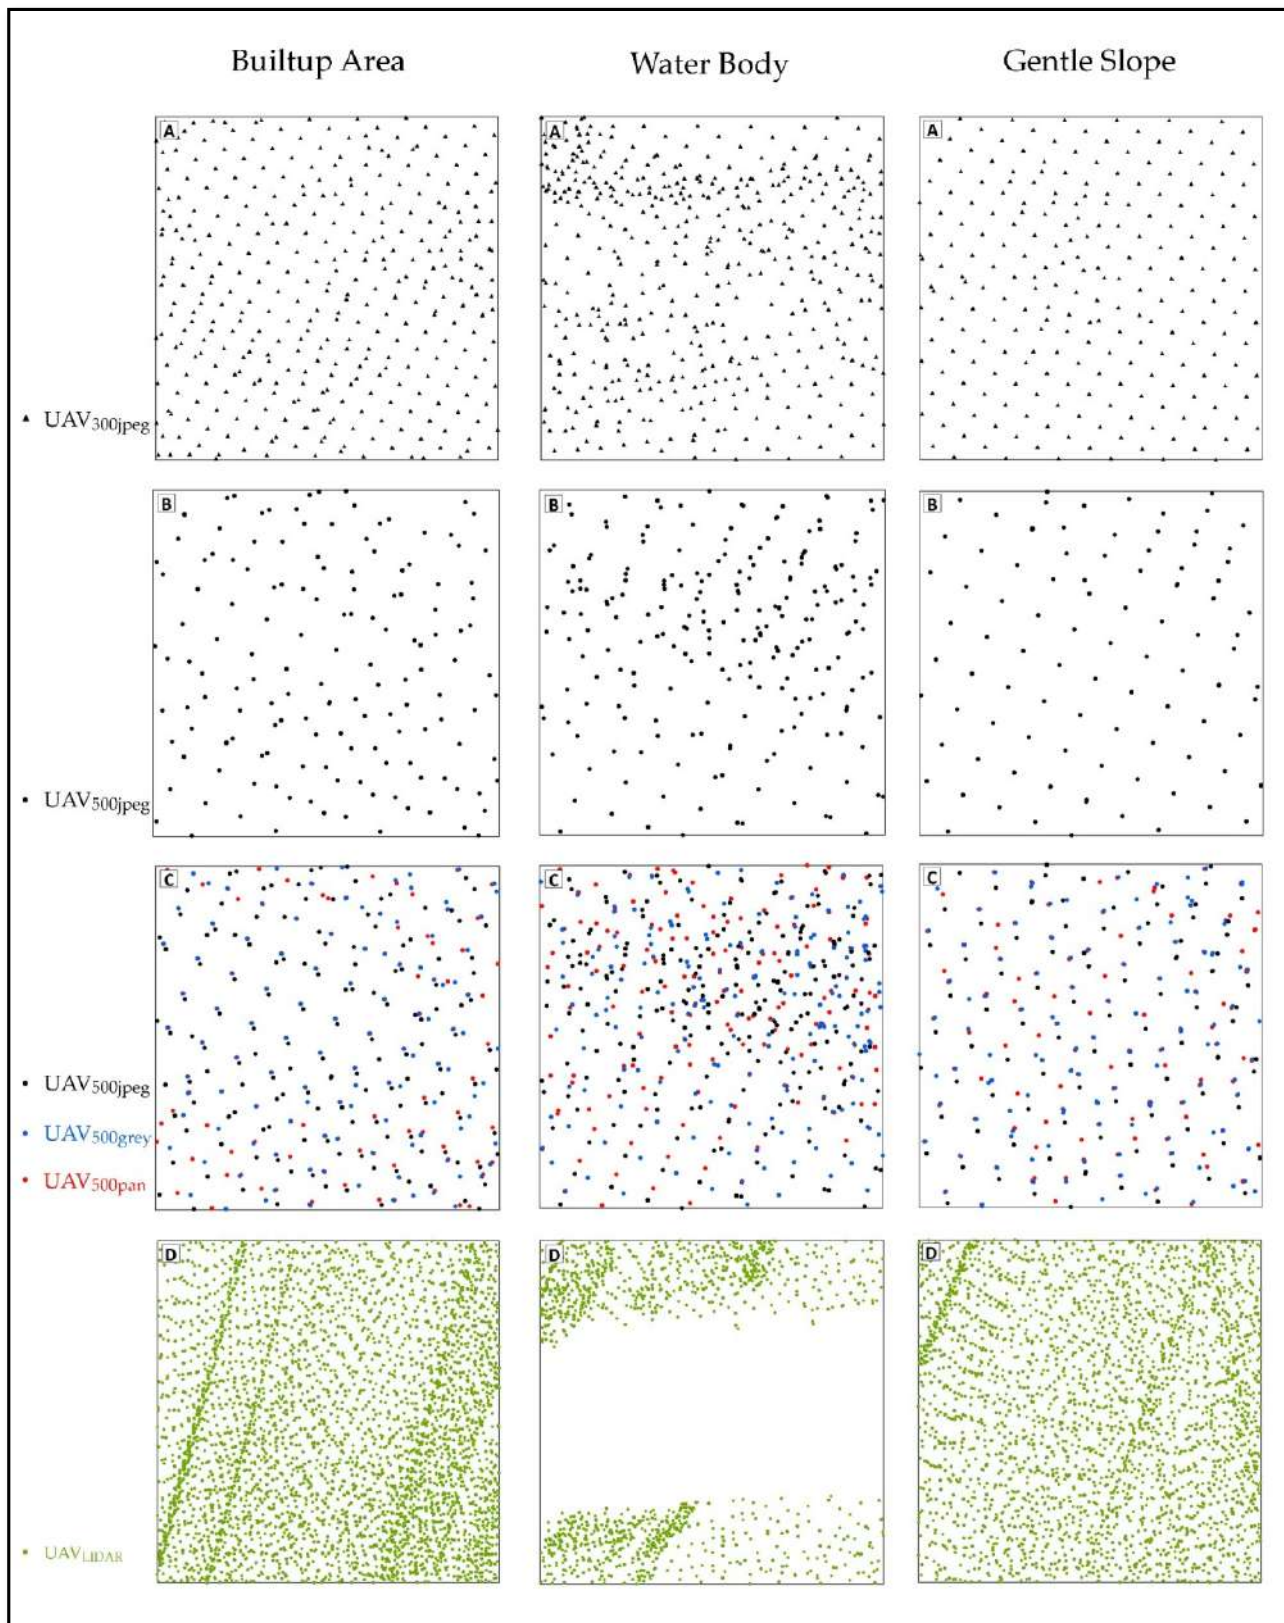 Builtup Area Water Body Gentle Slope
A A A
UAV300jpeg
B B B
UAV500jpeg
C C C
UAV500jpeg
UAV500grey
UAV500pan
D D D
UAVLIDAR